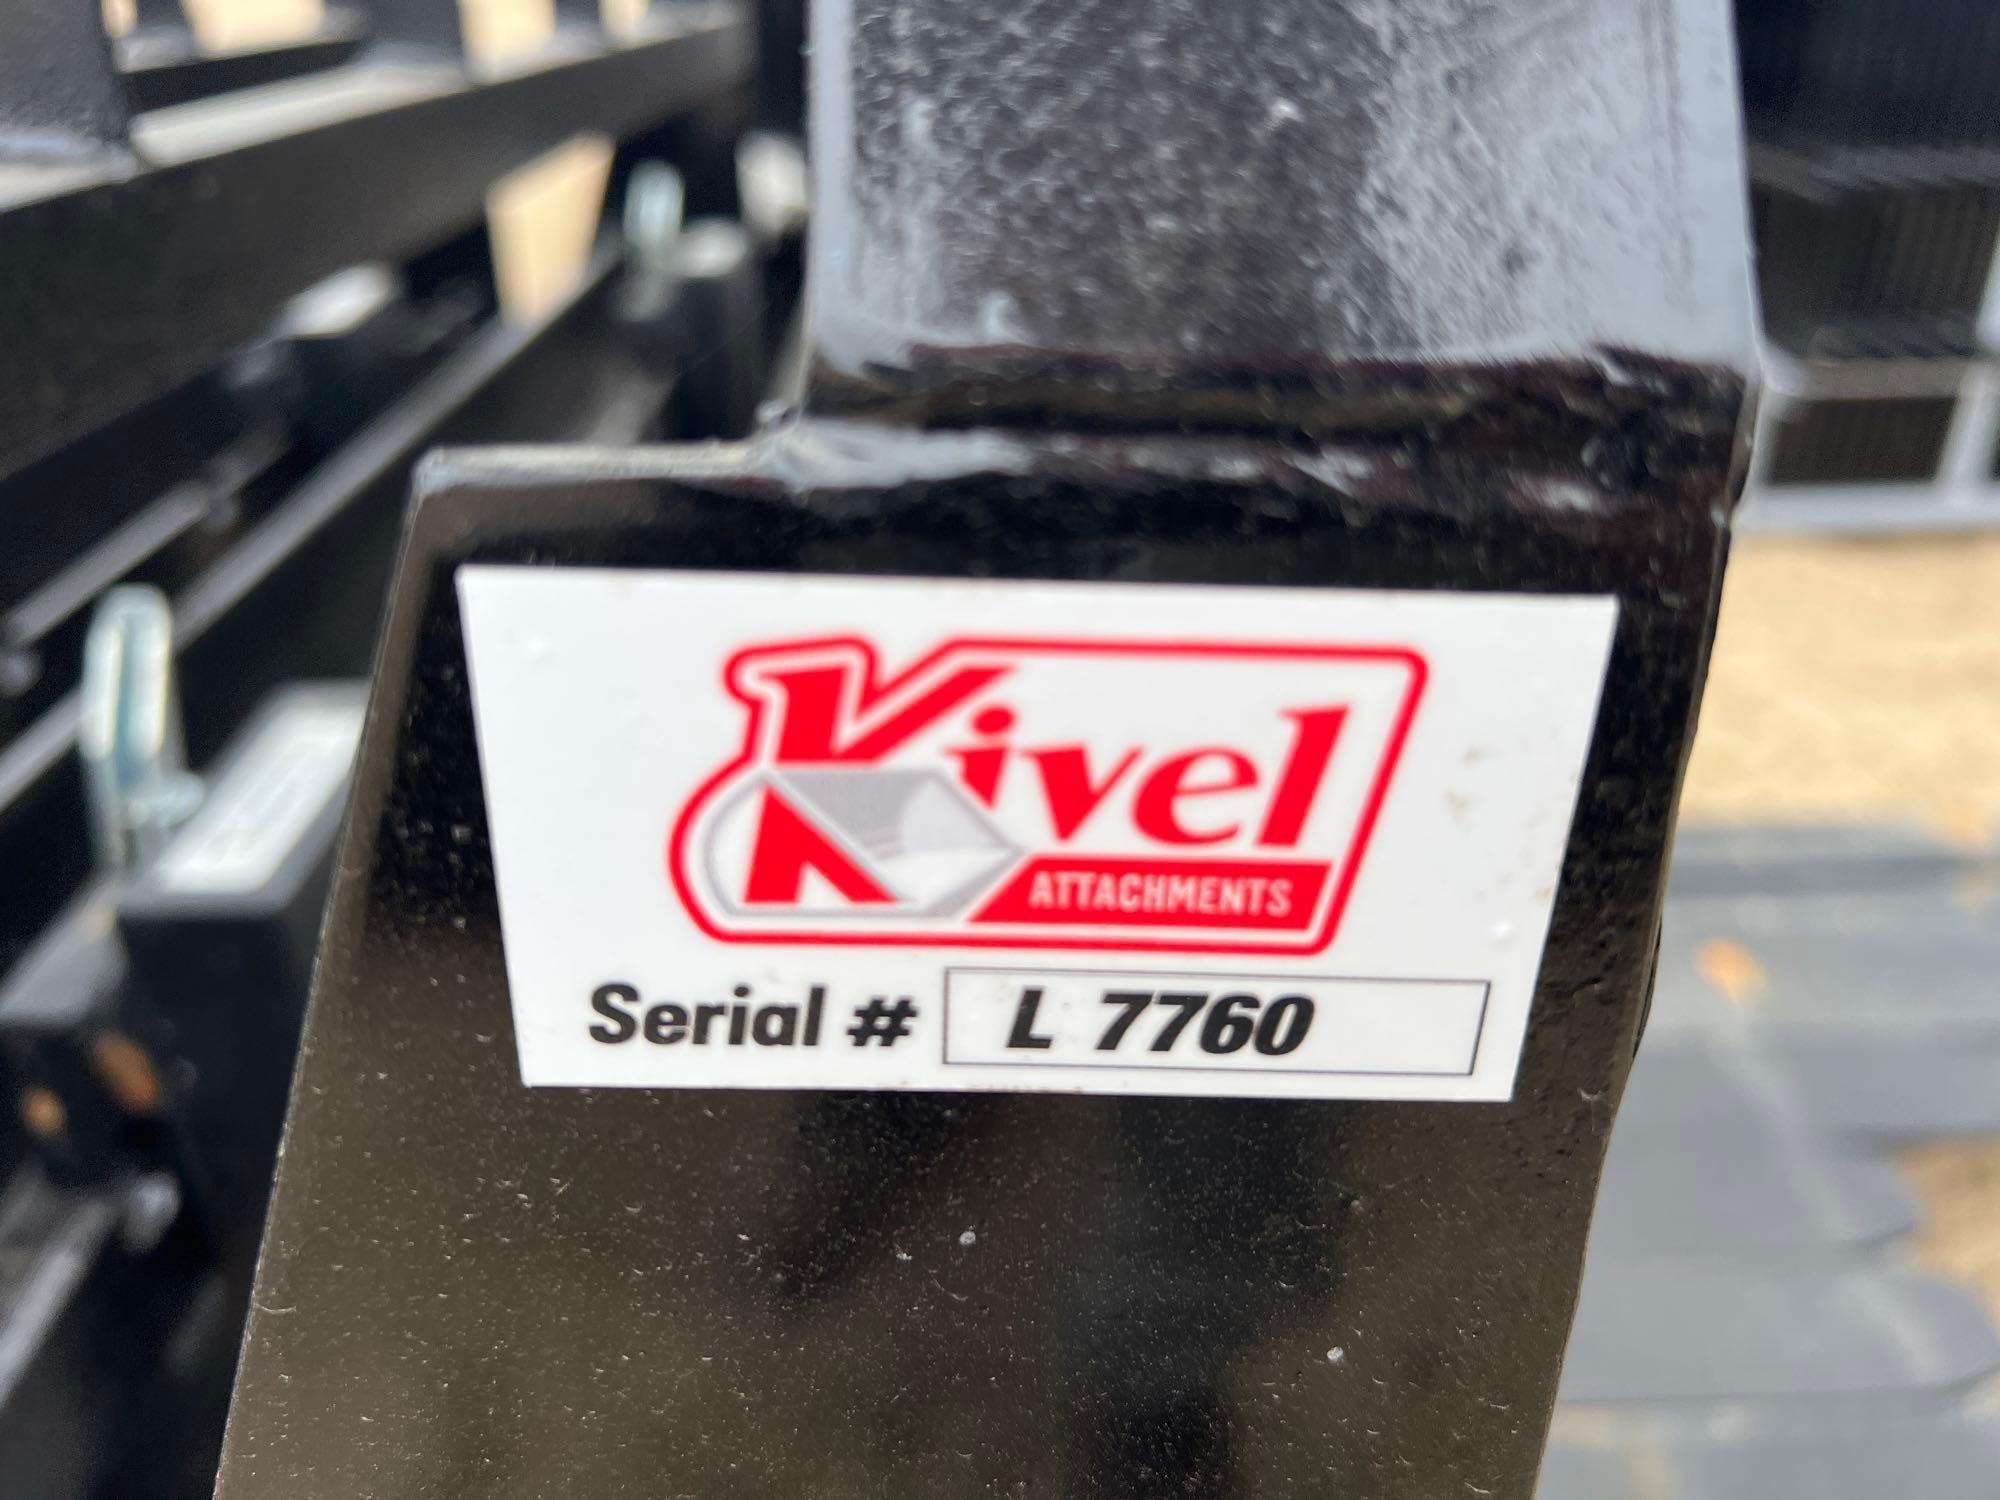 Kivel
ATTACHMENTS
Serial # L 7760